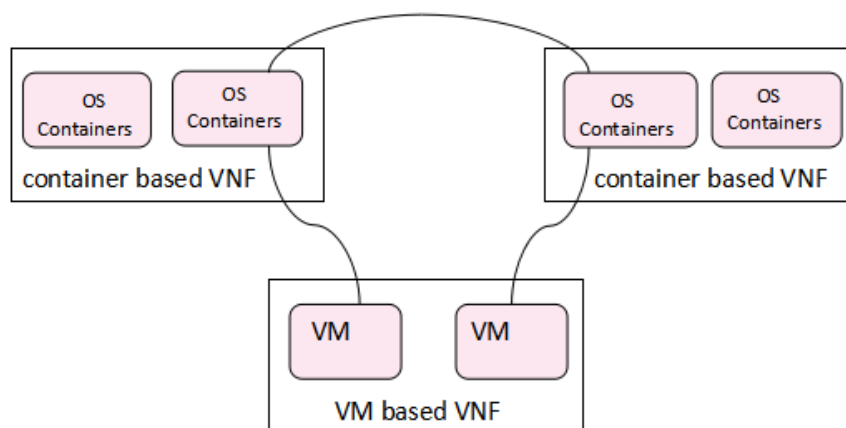 OS
Containers
OS
Containers
container based VNF
OS
Containers
OS
Containers
container based VNF
VM
VM
VM based VNF